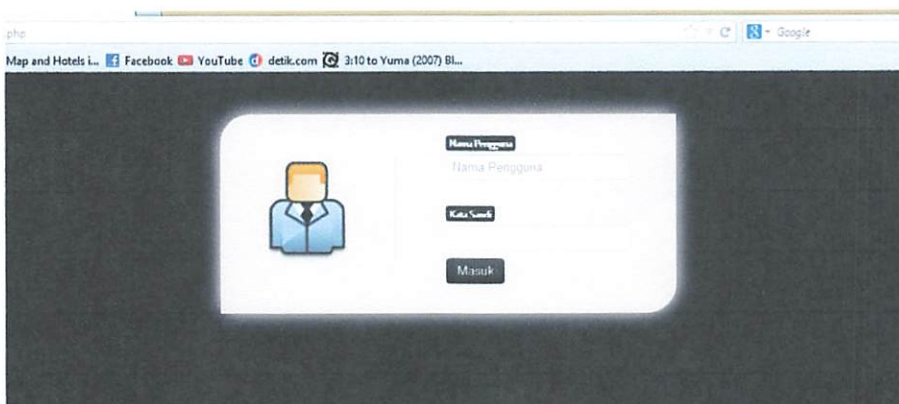 php
Google
Map and Hotels i... Facebook YouTube detik.com 3:10 to Yuma (2007) Bl...
Nama Pengguna
Nama Pengguna
Kata Sandi
Masuk